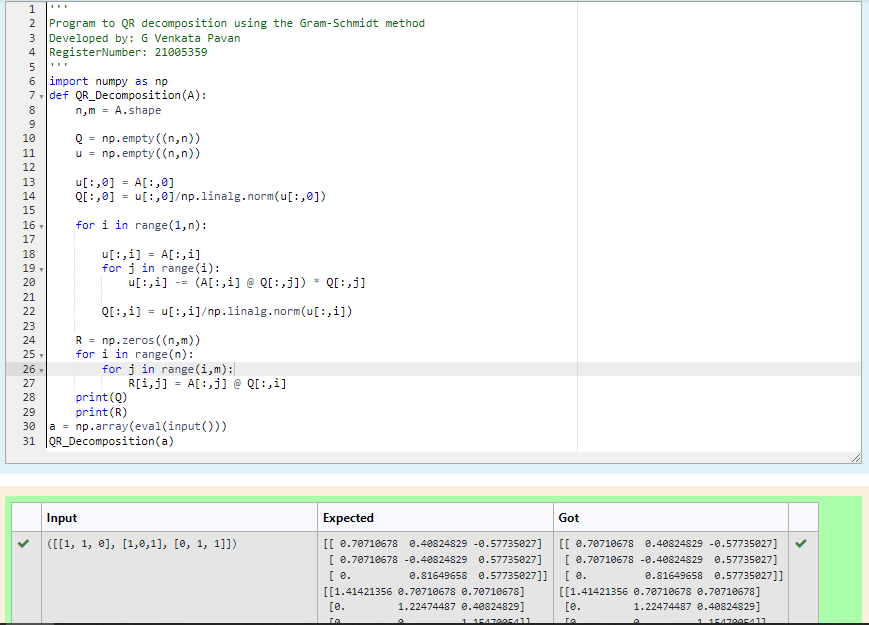 1 '''
2 Program to QR decomposition using the Gram-Schmidt method
3 Developed by: G Venkata Pavan
4 RegisterNumber: 21005359
5 '''
6 import numpy as np
7 def QR_Decomposition(A):
8     n,m = A.shape
9
10     Q = np.empty((n,n))
11     u = np.empty((n,n))
12
13     u[:,0] = A[:,0]
14     Q[:,0] = u[:,0]/np.linalg.norm(u[:,0])
15
16     for i in range(1,n):
17
18         u[:,i] = A[:,i]
19         for j in range(i):
20             u[:,i] -= (A[:,i] @ Q[:,j]) * Q[:,j]
21
22         Q[:,i] = u[:,i]/np.linalg.norm(u[:,i])
23
24     R = np.zeros((n,m))
25     for i in range(n):
26         for j in range(i,m):
27             R[i,j] = A[:,j] @ Q[:,i]
28     print(Q)
29     print(R)
30 a = np.array(eval(input()))
31 QR_Decomposition(a)
Input Expected Got
([[1, 1, 0], [1,0,1], [0, 1, 1]]) [[ 0.70710678  0.40824829 -0.57735027] [[ 0.70710678  0.40824829 -0.57735027]
[ 0.70710678 -0.40824829  0.57735027] [ 0.70710678 -0.40824829  0.57735027]
[ 0.          0.81649658  0.57735027]] [ 0.          0.81649658  0.57735027]]
[[1.41421356 0.70710678 0.70710678] [[1.41421356 0.70710678 0.70710678]
[0.         1.22474487 0.40824829] [0.         1.22474487 0.40824829]
[0.         0.         1.15470054]] [0.         0.         1.15470054]]